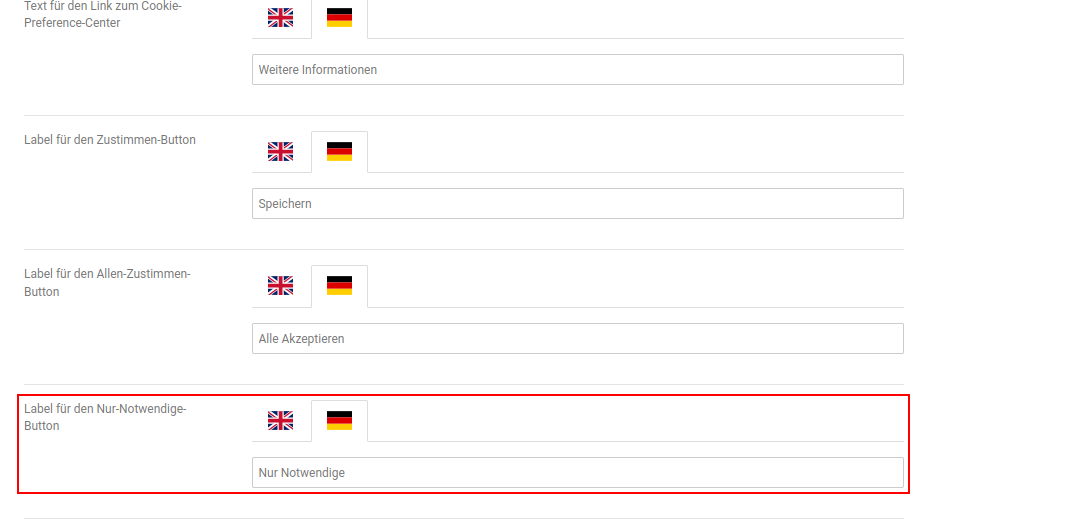 Text für den Link zum Cookie-
Preference-Center
Weitere Informationen
Label für den Zustimmen-Button
Speichern
Label für den Allen-Zustimmen-
Button
Alle Akzeptieren
Label für den Nur-Notwendige-
Button
Nur Notwendige